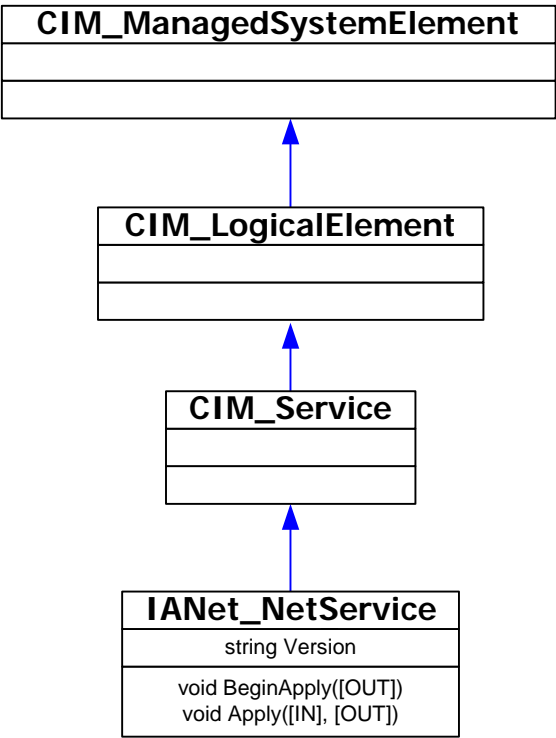 CIM_ManagedSystemElement
CIM_LogicalElement
CIM_Service
IANet_NetService
string Version
void BeginApply([OUT])
void Apply([IN], [OUT])